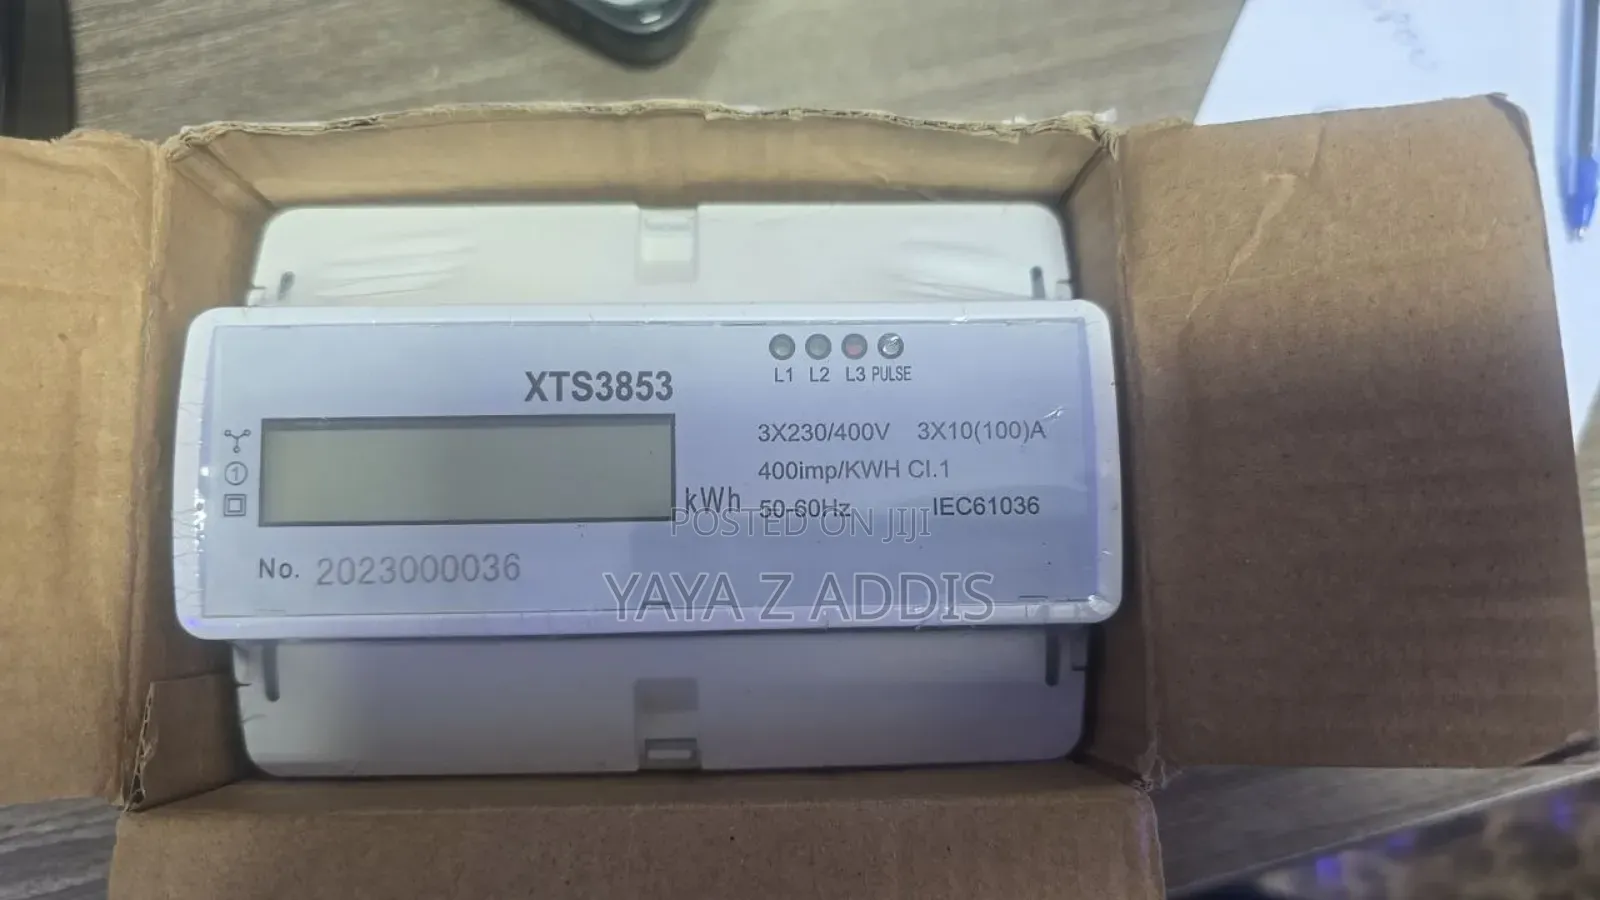 L1 L2 L3 PULSE
XTS3853
3X230/400V 3X10(100)A
400imp/KWH Cl.1
1
kWh
50-60Hz IEC61036
POSTED ON JIJI
No. 2023000036
YAYA Z ADDIS